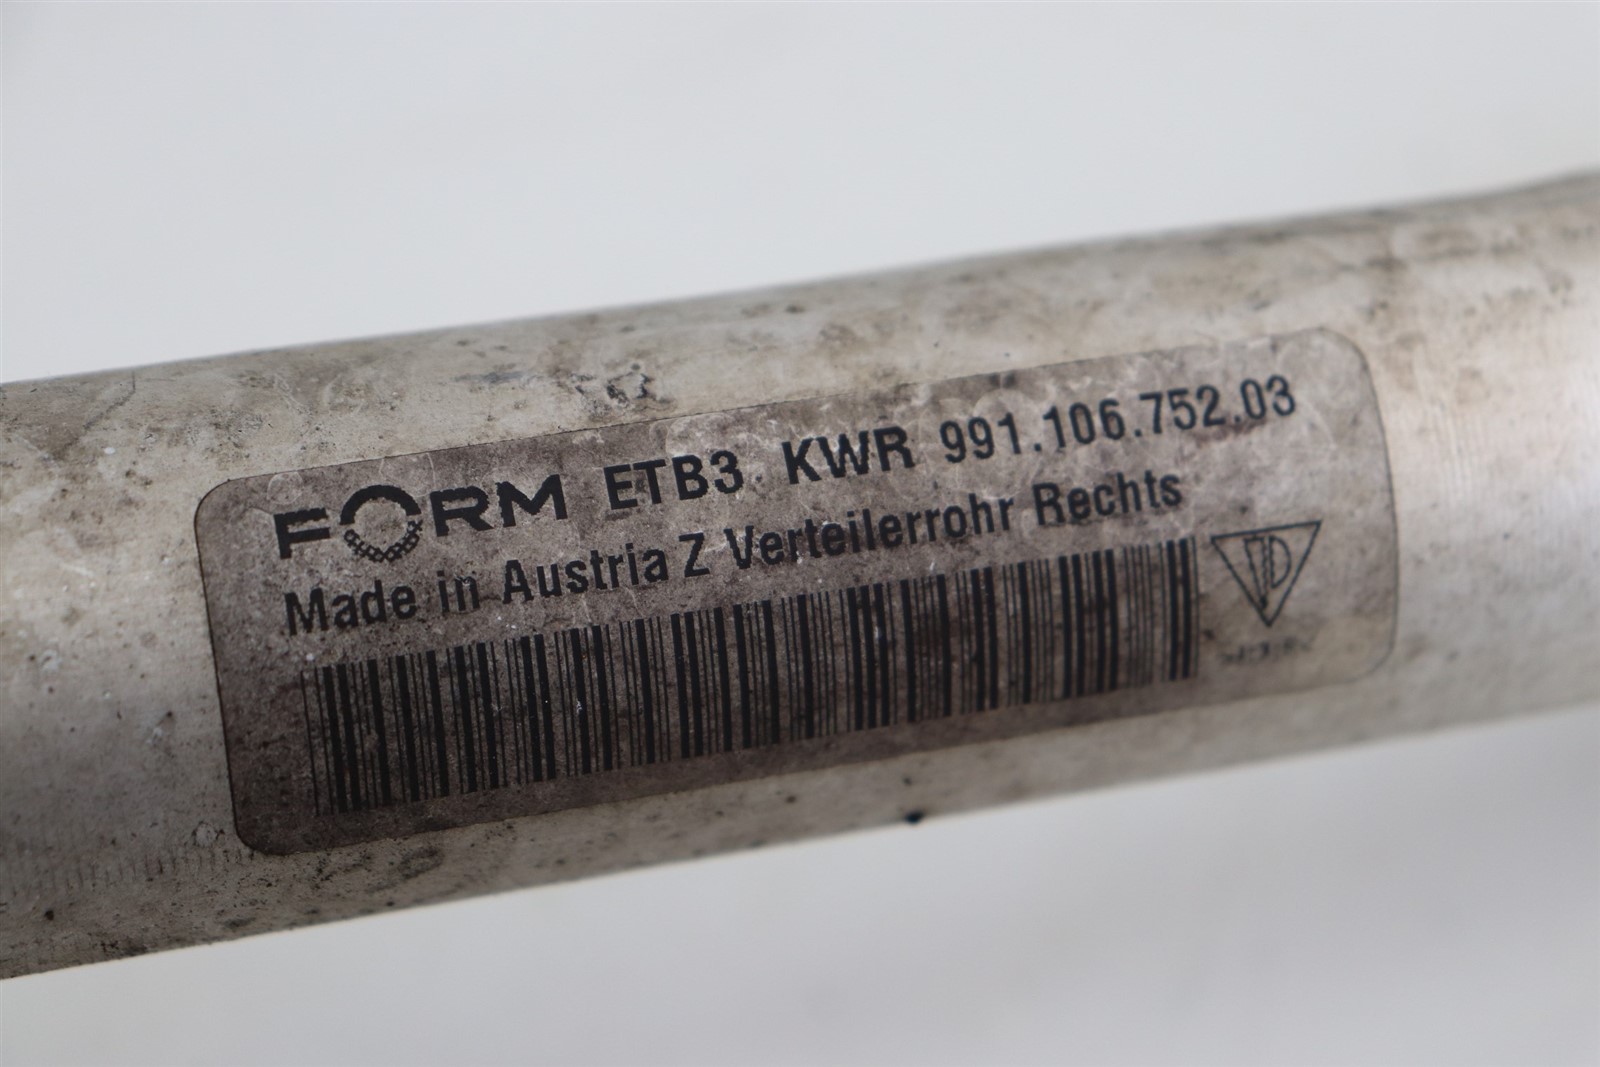 FORM ETB3 KWR 991.106.752.03
Made in Austria Z Verteilerrohr Rechts